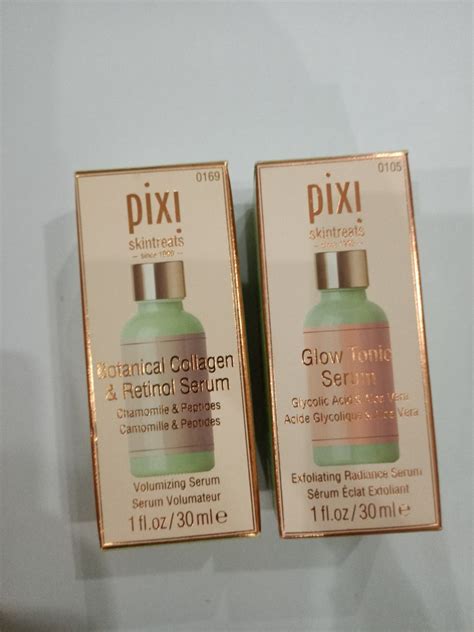 0169
pixi
skintreats
– since 1999 –
Botanical Collagen
& Retinol Serum
Chamomile & Peptides
Camomille & Peptides
Volumizing Serum
Serum Volumateur
1 fl.oz/30 ml e
0105
pixi
skintreats
– since 1999 –
Glow Tonic
Serum
Glycolic Acid & Aloe Vera
Acide Glycolique & Aloe Vera
Exfoliating Radiance Serum
Sérum Éclat Exfoliant
1 fl.oz/30 ml e